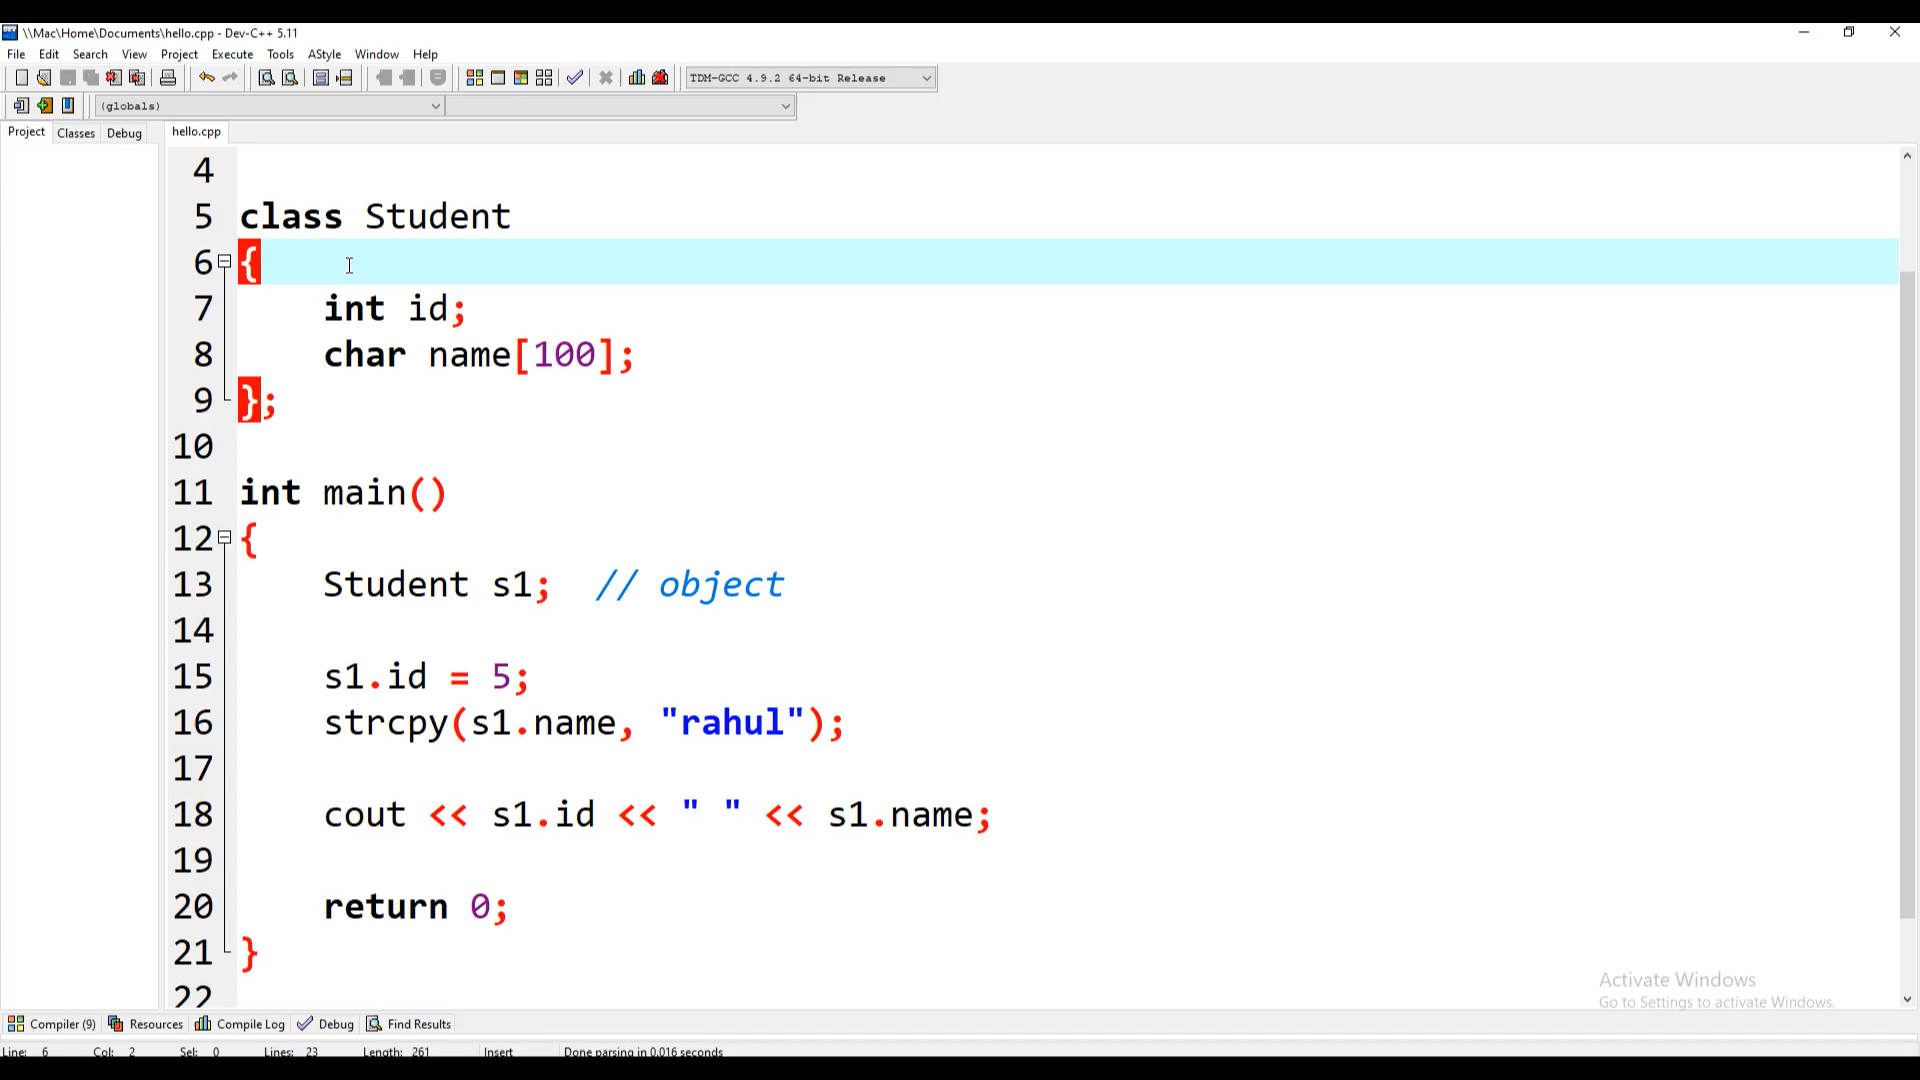 \\Mac\Home\Documents\hello.cpp - Dev-C++ 5.11
File Edit Search View Project Execute Tools AStyle Window Help
TDM-GCC 4.9.2 64-bit Release
(globals)
Project Classes Debug hello.cpp
4
5 class Student
6 {
7 int id;
8 char name[100];
9 };
10
11 int main()
12 {
13 Student s1; // object
14
15 s1.id = 5;
16 strcpy(s1.name, "rahul");
17
18 cout << s1.id << " " << s1.name;
19
20 return 0;
21 }
22
Activate Windows
Go to Settings to activate Windows.
Compiler (9) Resources Compile Log Debug Find Results
Line: 6 Col: 2 Sel: 0 Lines: 23 Length: 261 Insert Done parsing in 0.016 seconds